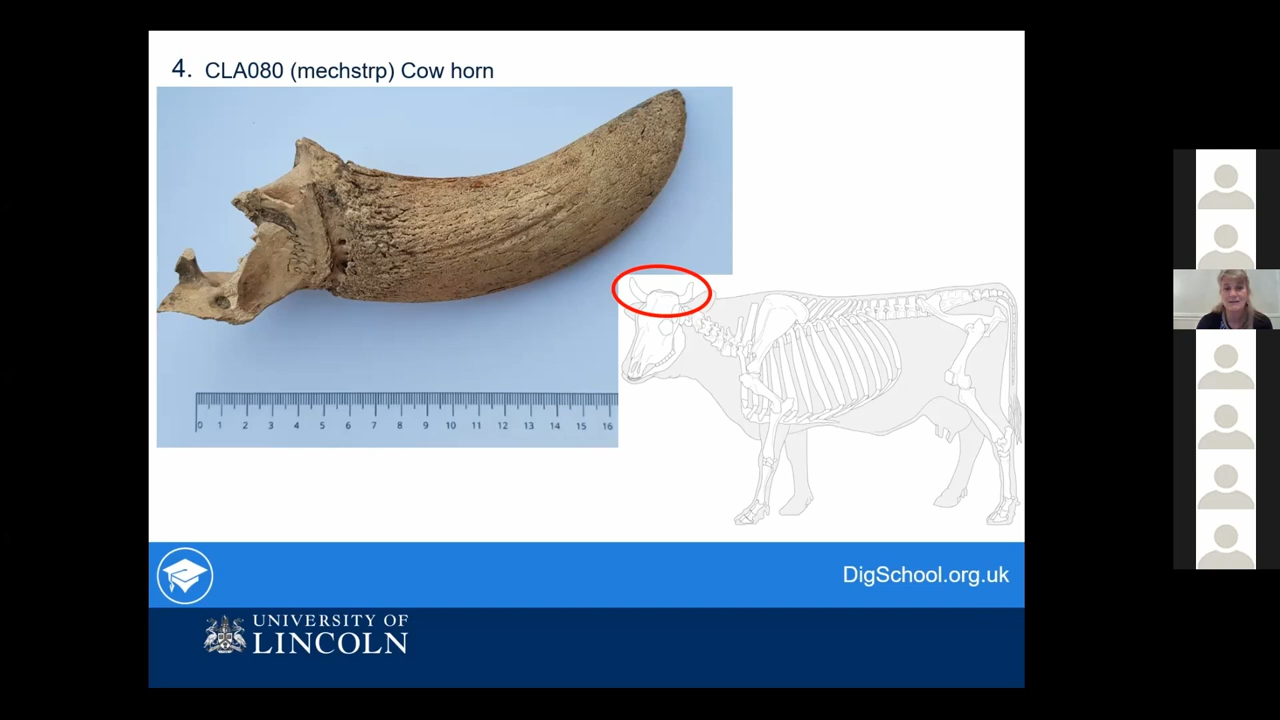 4. CLA080 (mechstrp) Cow horn
0 1 2 3 4 5 6 7 8 9 10 11 12 13 14 15 16
DigSchool.org.uk
UNIVERSITY OF
LINCOLN